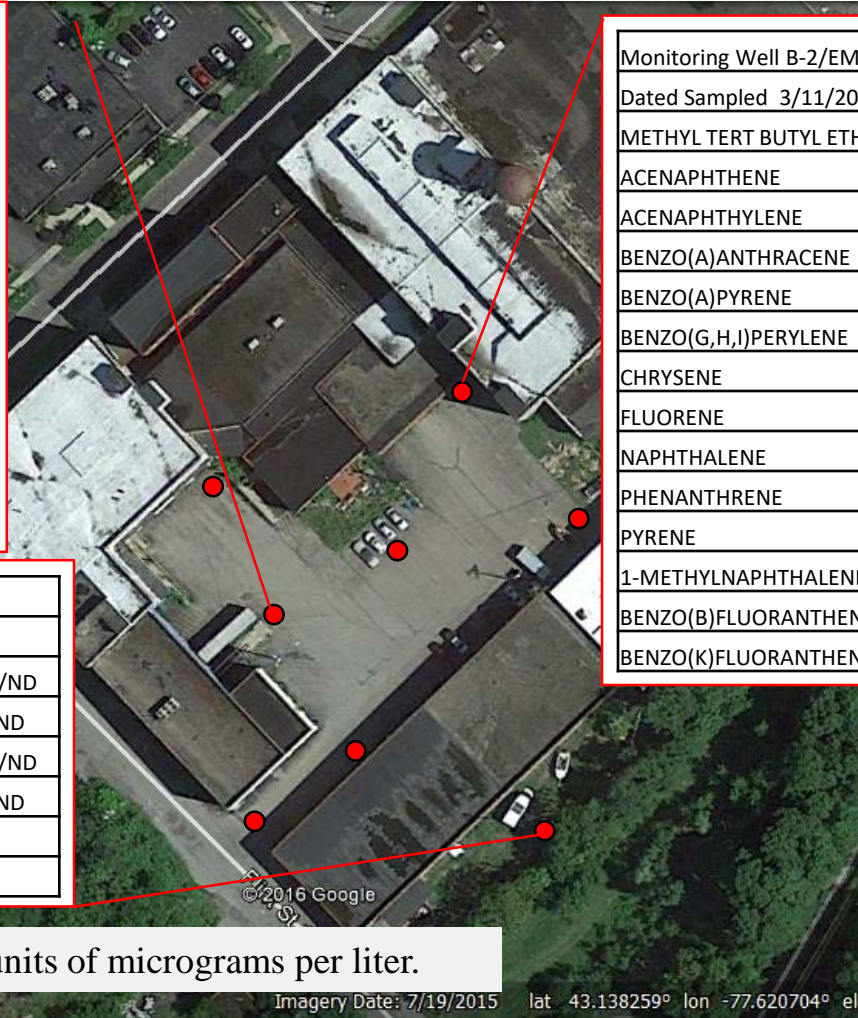 Monitoring Well B-2/EM
Dated Sampled 3/11/20
METHYL TERT BUTYL ETH
ACENAPHTHENE
ACENAPHTHYLENE
BENZO(A)ANTHRACENE
BENZO(A)PYRENE
BENZO(G,H,I)PERYLENE
CHRYSENE
FLUORENE
NAPHTHALENE
PHENANTHRENE
PYRENE
1-METHYLNAPHTHALENE
BENZO(B)FLUORANTHEN
BENZO(K)FLUORANTHEN
/ND
ND
/ND
ND
© 2016 Google
St
units of micrograms per liter.
Imagery Date: 7/19/2015 lat 43.138259° lon -77.620704° el